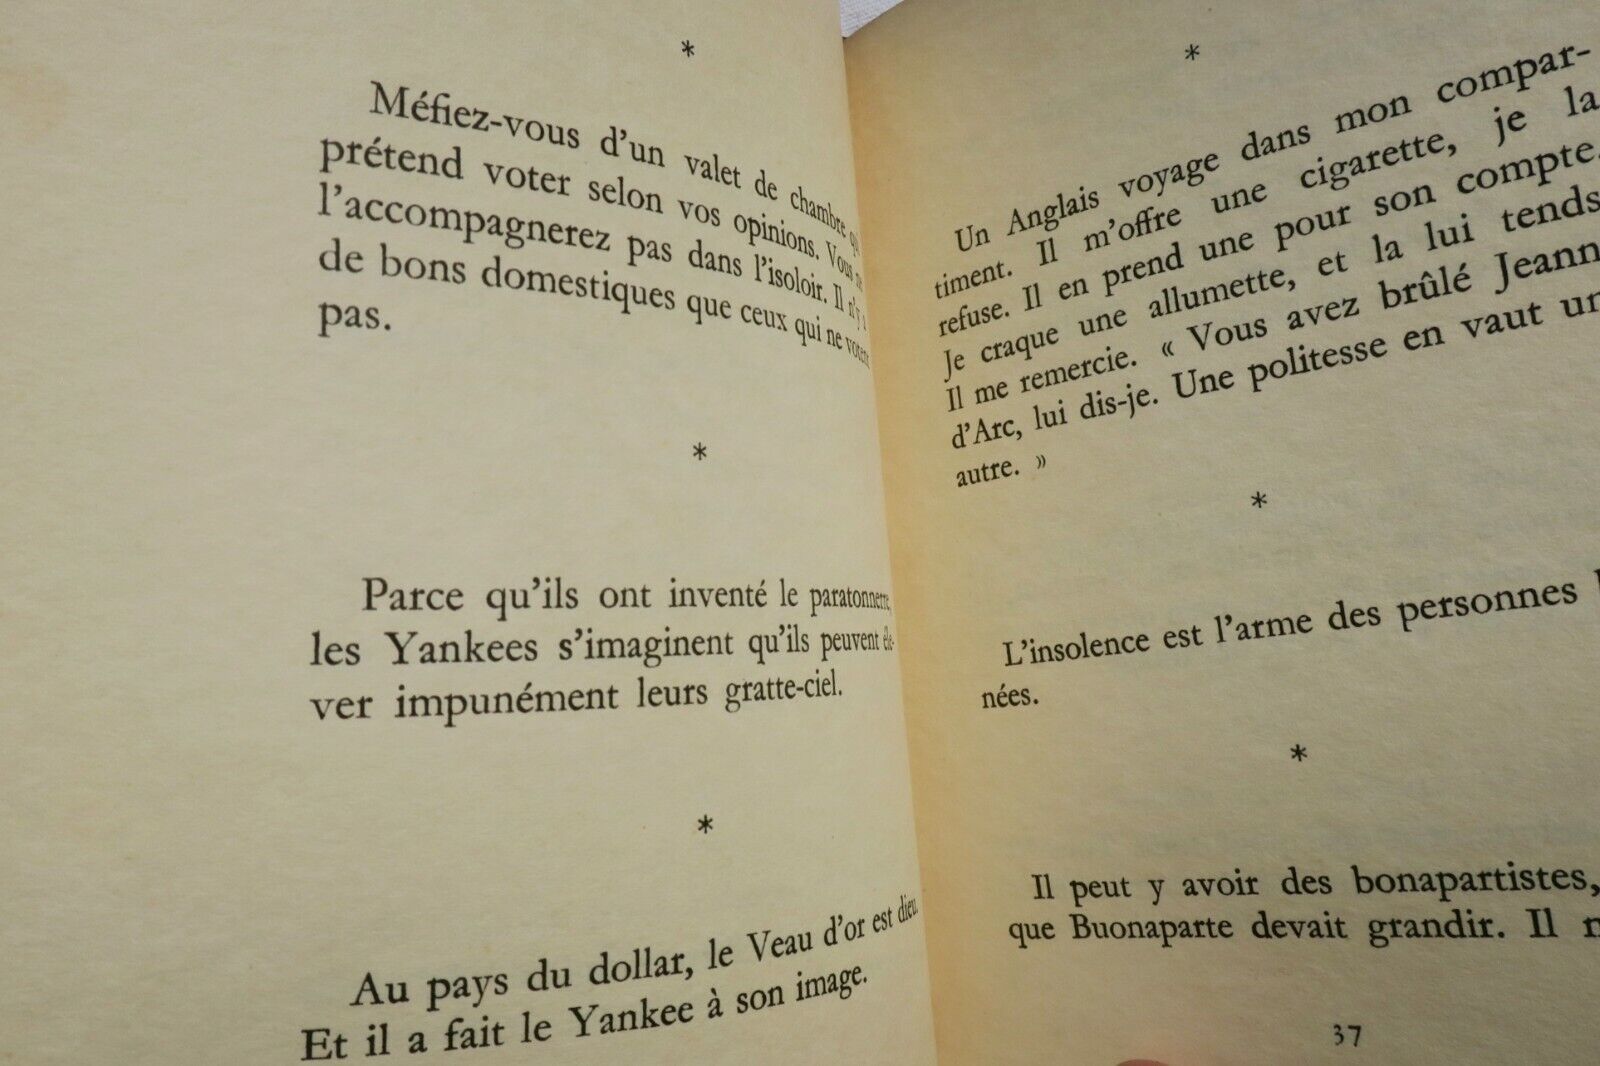 *
Méfiez-vous d'un valet de chambre qui
prétend voter selon vos opinions. Vous ne
l'accompagnerez pas dans l'isoloir. Il n'y a
de bons domestiques que ceux qui ne votent
pas.
*
Parce qu'ils ont inventé le paratonnerre,
les Yankees s'imaginent qu'ils peuvent éle-
ver impunément leurs gratte-ciel.
*
Au pays du dollar, le Veau d'or est dieu.
Et il a fait le Yankee à son image.
*
Un Anglais voyage dans mon compar-
timent. Il m'offre une cigarette, je la
refuse. Il en prend une pour son compte.
Je craque une allumette, et la lui tends
Il me remercie. « Vous avez brûlé Jeann
d'Arc, lui dis-je. Une politesse en vaut un
autre. »
*
L'insolence est l'arme des personnes
nées.
*
Il peut y avoir des bonapartistes,
que Buonaparte devait grandir. Il
37